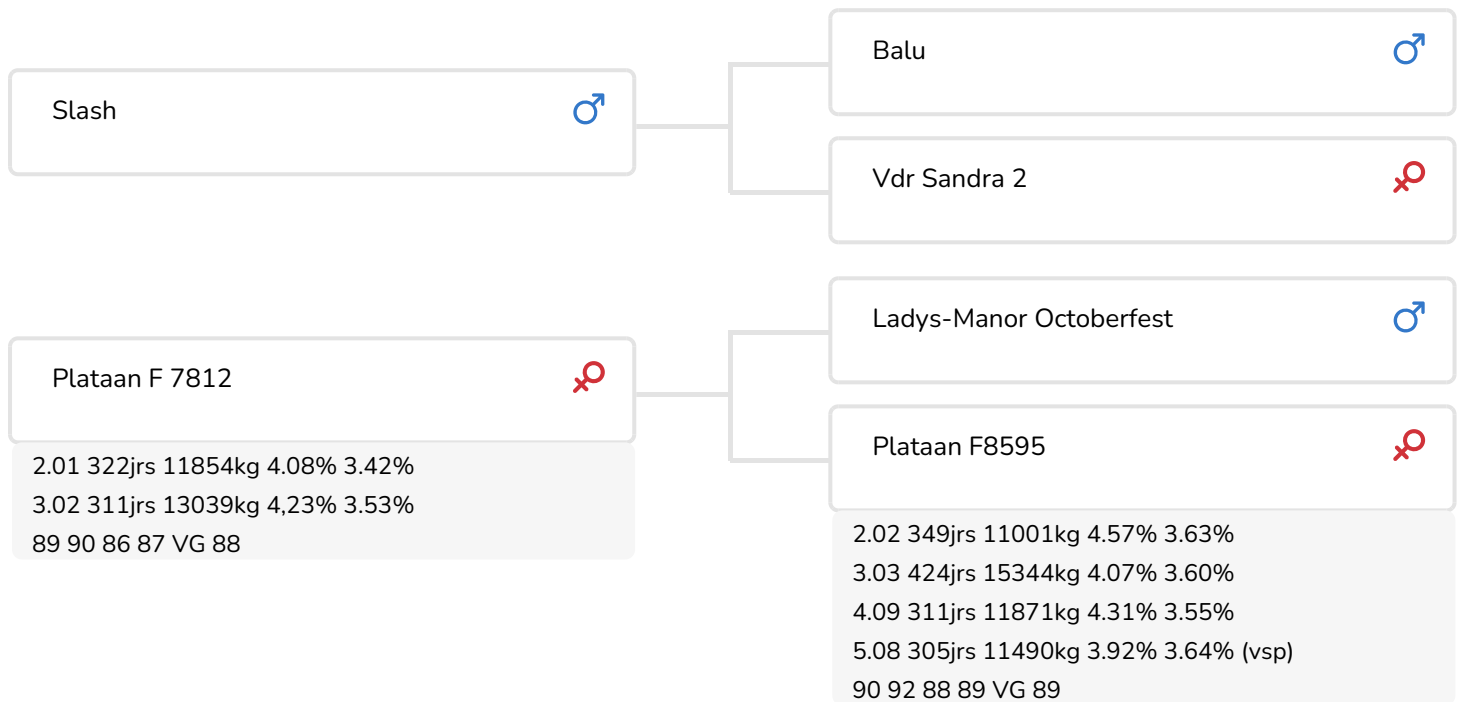 Balu
Slash
Vdr Sandra 2
Ladys-Manor Octoberfest
Plataan F 7812
2.01 322jrs 11854kg 4.08% 3.42%
3.02 311jrs 13039kg 4,23% 3.53%
89 90 86 87 VG 88
Plataan F8595
2.02 349jrs 11001kg 4.57% 3.63%
3.03 424jrs 15344kg 4.07% 3.60%
4.09 311jrs 11871kg 4.31% 3.55%
5.08 305jrs 11490kg 3.92% 3.64% (vsp)
90 92 88 89 VG 89